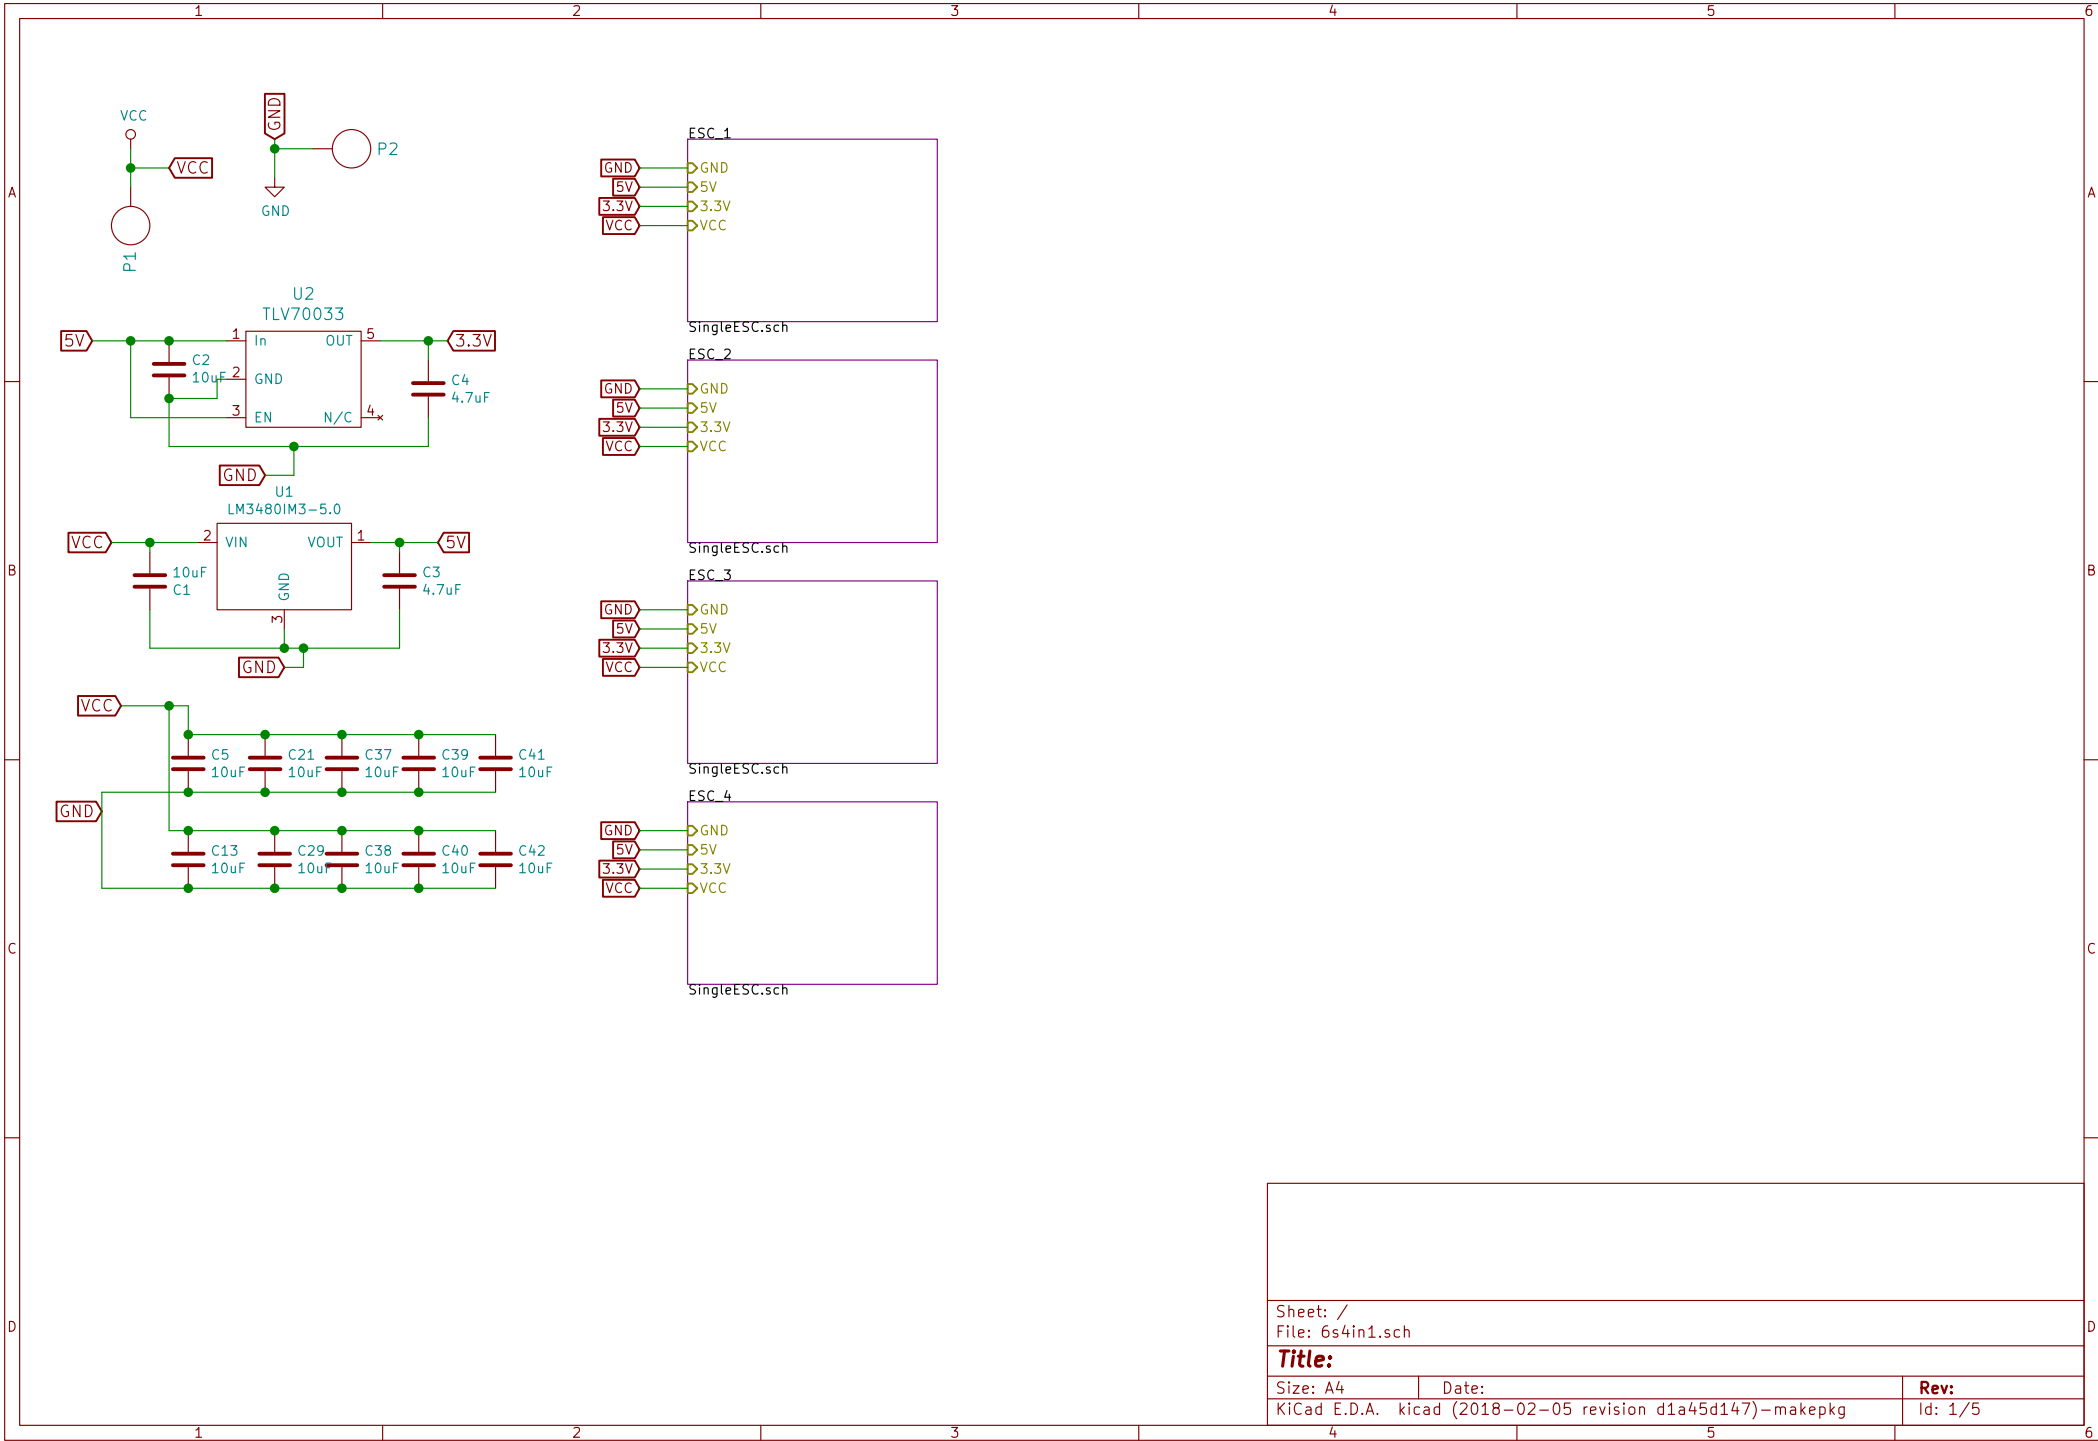 1 2 3 4 5 6
A
B
C
D
VCC
VCC
P1
GND
P2
GND
U2
TLV70033
5V
1 In
OUT 5
3.3V
C2
10uF
2 GND
C4
4.7uF
3 EN
N/C 4
GND
U1
LM3480IM3-5.0
VCC
2 VIN
VOUT 1
5V
10uF
C1
GND
3
C3
4.7uF
GND
VCC
C5 C21 C37 C39 C41
10uF 10uF 10uF 10uF 10uF
GND
C13 C29 C38 C40 C42
10uF 10uF 10uF 10uF 10uF
ESC_1
GND GND
5V 5V
3.3V 3.3V
VCC VCC
SingleESC.sch
ESC_2
GND GND
5V 5V
3.3V 3.3V
VCC VCC
SingleESC.sch
ESC_3
GND GND
5V 5V
3.3V 3.3V
VCC VCC
SingleESC.sch
ESC_4
GND GND
5V 5V
3.3V 3.3V
VCC VCC
SingleESC.sch
A
B
C
D
Sheet: /
File: 6s4in1.sch
Title:
Size: A4 Date: Rev:
KiCad E.D.A. kicad (2018-02-05 revision d1a45d147)-makepkg Id: 1/5
1 2 3 4 5 6